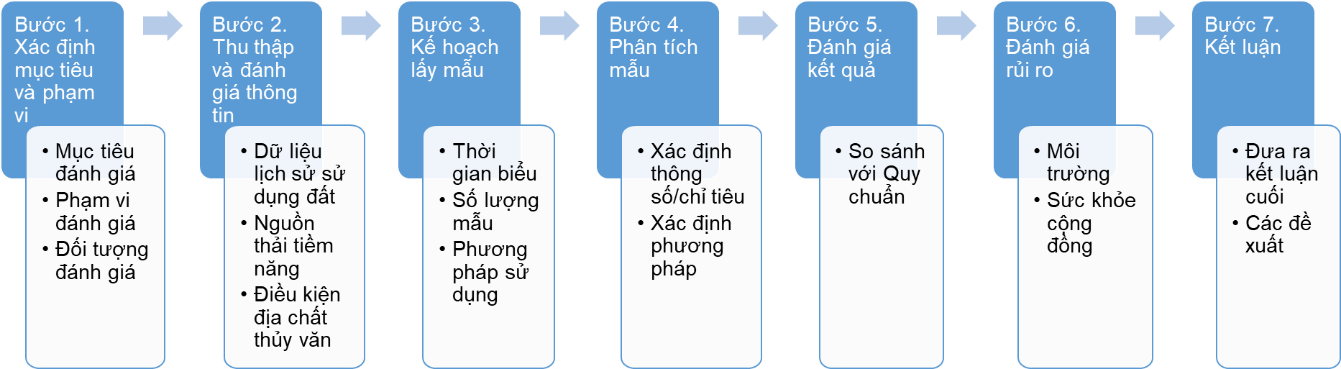 Bước 1.
Xác định
mục tiêu
và phạm
vi
• Mục tiêu
đánh giá
• Phạm vi
đánh giá
• Đối tượng
đánh giá
Bước 2.
Thu thập
và đánh
giá thông
tin
• Dữ liệu
lịch sử sử
dụng đất
• Nguồn
thải tiềm
năng
• Điều kiện
địa chất
thủy văn
Bước 3.
Kế hoạch
lấy mẫu
• Thời
gian biểu
• Số lượng
mẫu
• Phương
pháp sử
dụng
Bước 4.
Phân tích
mẫu
• Xác định
thông
số/chỉ tiêu
• Xác định
phương
pháp
Bước 5.
Đánh giá
kết quả
• So sánh
với Quy
chuẩn
Bước 6.
Đánh giá
rủi ro
• Môi
trường
• Sức khỏe
cộng
đồng
Bước 7.
Kết luận
• Đưa ra
kết luận
cuối
• Các đề
xuất